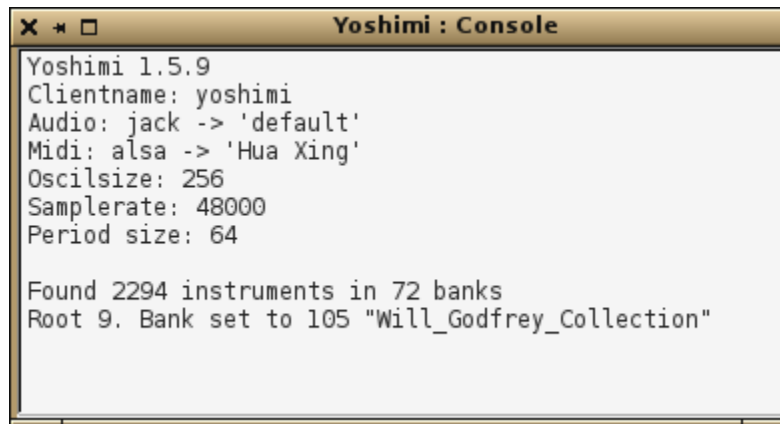 Yoshimi : Console
Yoshimi 1.5.9
Clientname: yoshimi
Audio: jack -> 'default'
Midi: alsa -> 'Hua Xing'
Oscilsize: 256
Samplerate: 48000
Period size: 64
Found 2294 instruments in 72 banks
Root 9. Bank set to 105 "Will_Godfrey_Collection"